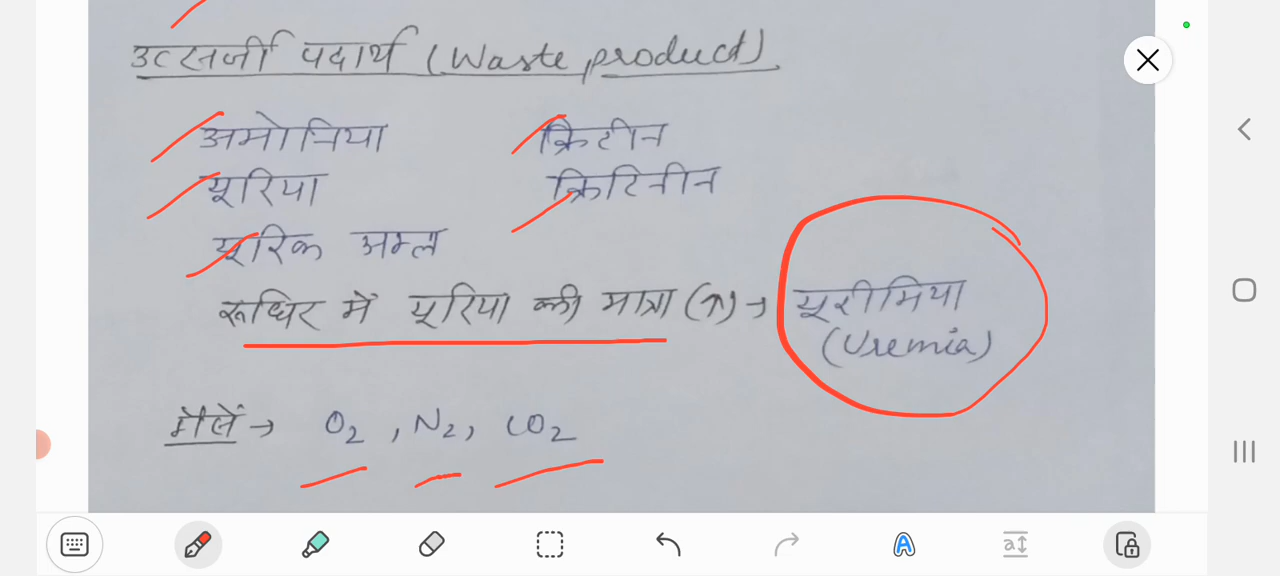 उत्सर्जी पदार्थ (Waste product)
अमोनिया क्रिटीन
यूरिया क्रिटिनीन
यूरिक अम्ल
रूधिर में यूरिया की मात्रा (↑) → यूरीमिया
(Uremia)
गैसें → O2, N2, CO2